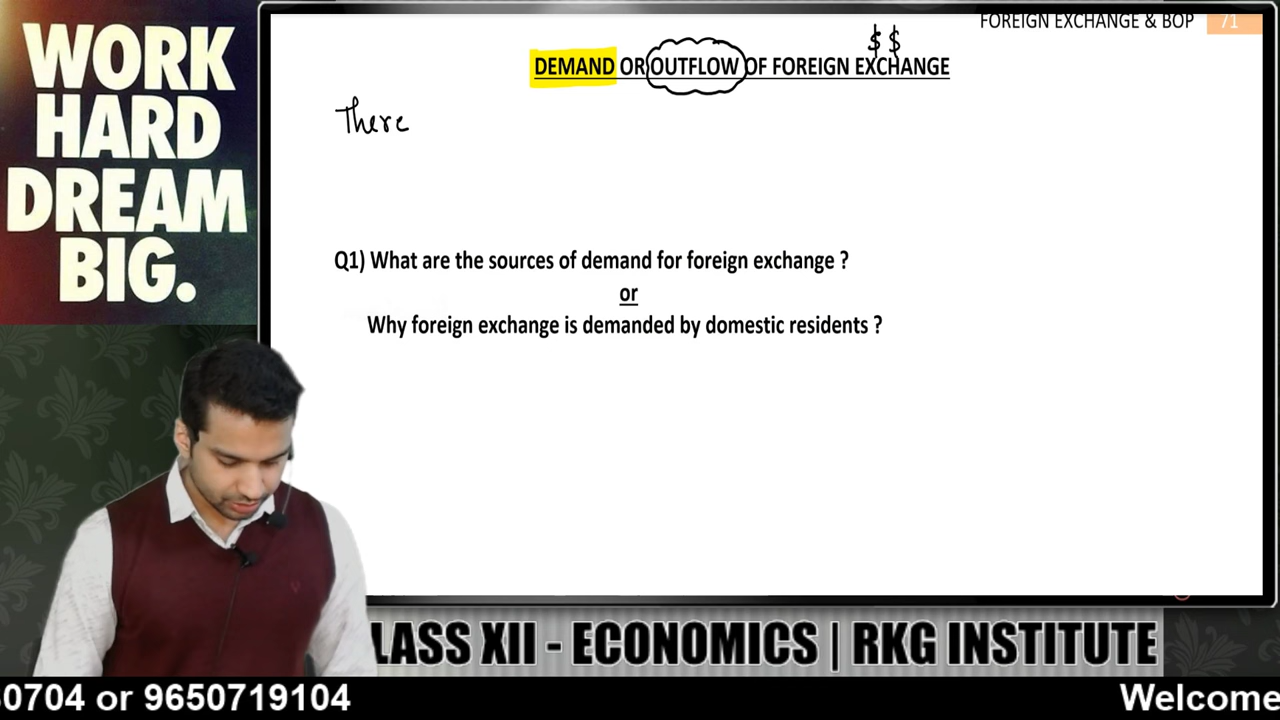 WORK
HARD
DREAM
BIG.
FOREIGN EXCHANGE & BOP 71
$ $
DEMAND OR OUTFLOW OF FOREIGN EXCHANGE
There
Q1) What are the sources of demand for foreign exchange ?
or
Why foreign exchange is demanded by domestic residents ?
LASS XII - ECONOMICS | RKG INSTITUTE
0704 or 9650719104
Welcome